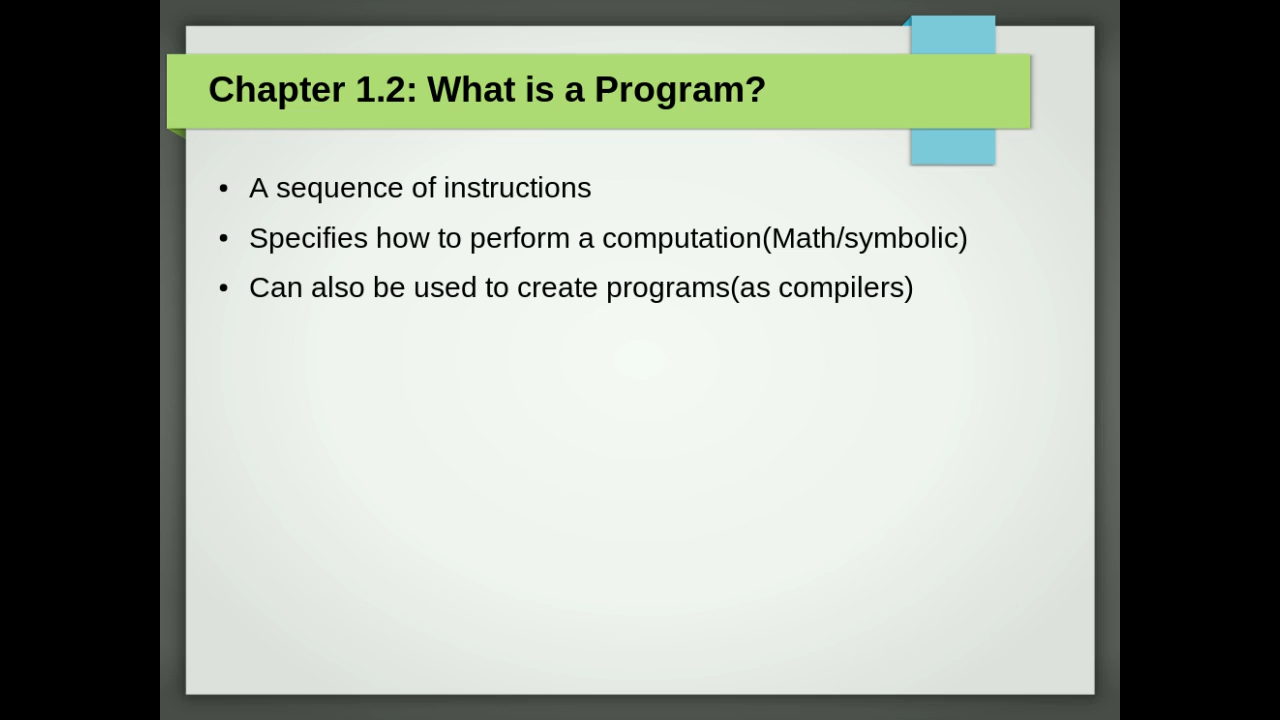 Chapter 1.2: What is a Program?
• A sequence of instructions
• Specifies how to perform a computation(Math/symbolic)
• Can also be used to create programs(as compilers)